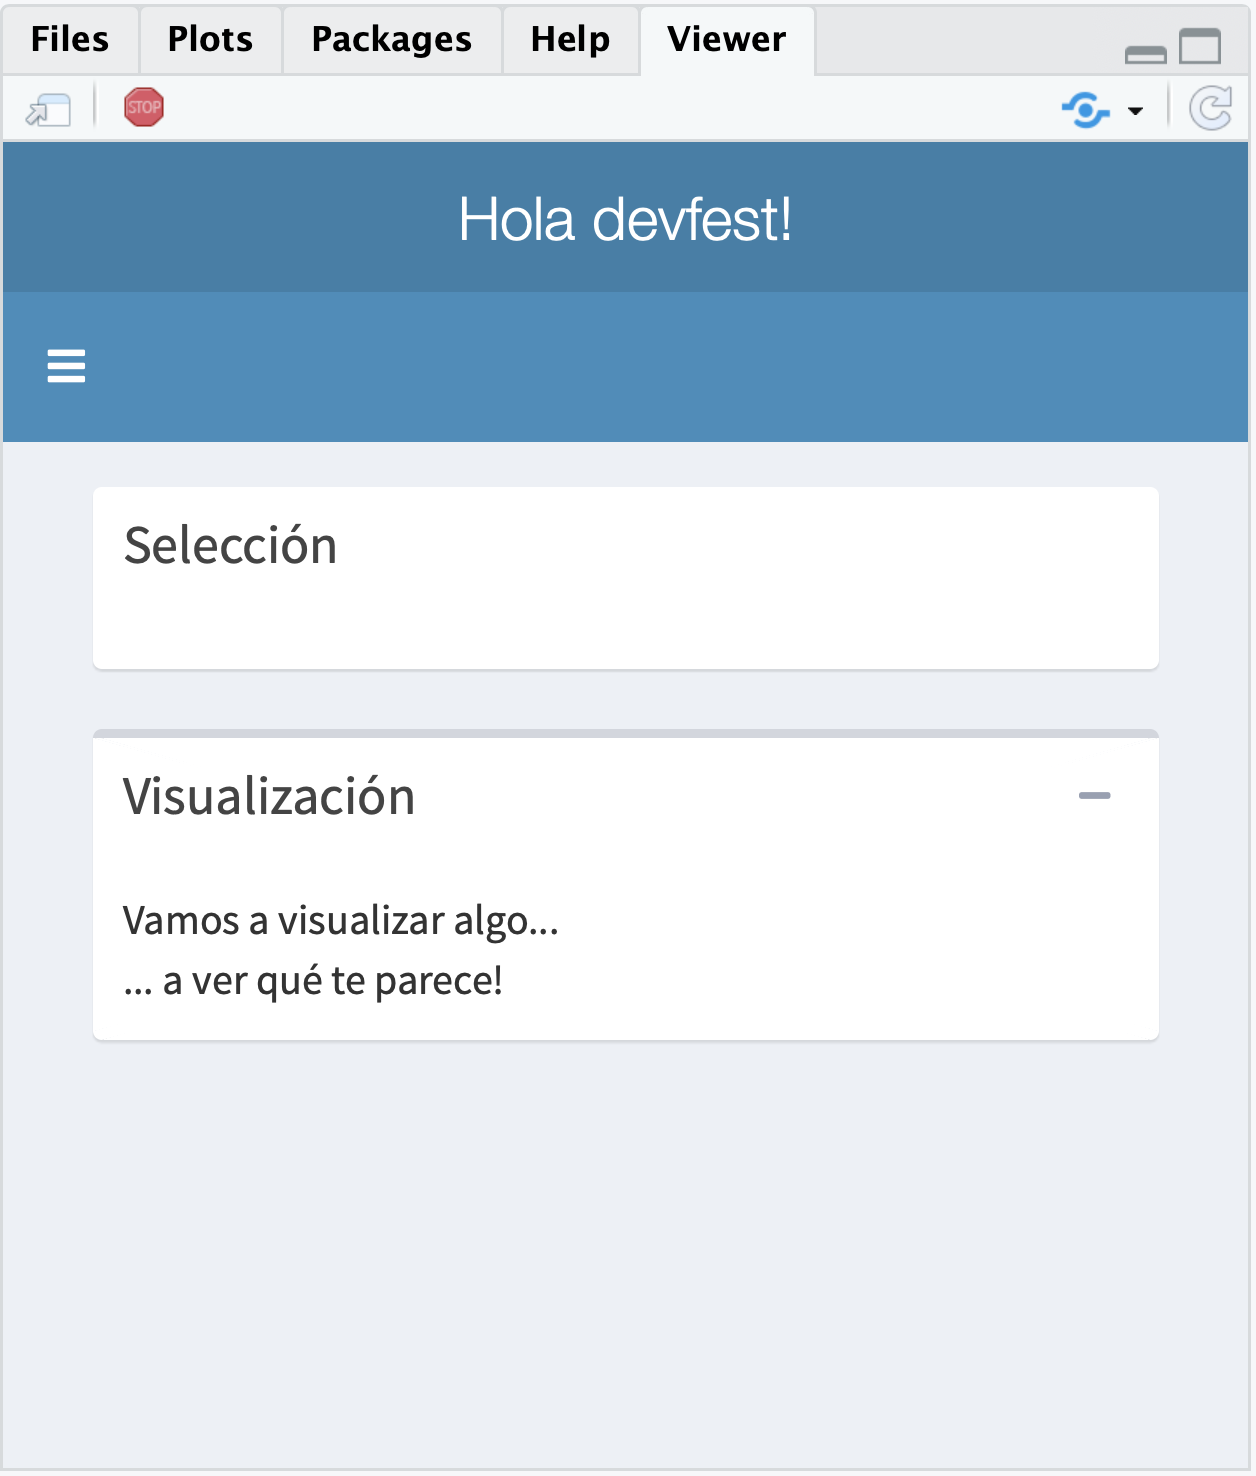 Files Plots Packages Help Viewer
STOP
Hola devfest!
Selección
Visualización
Vamos a visualizar algo...
... a ver qué te parece!